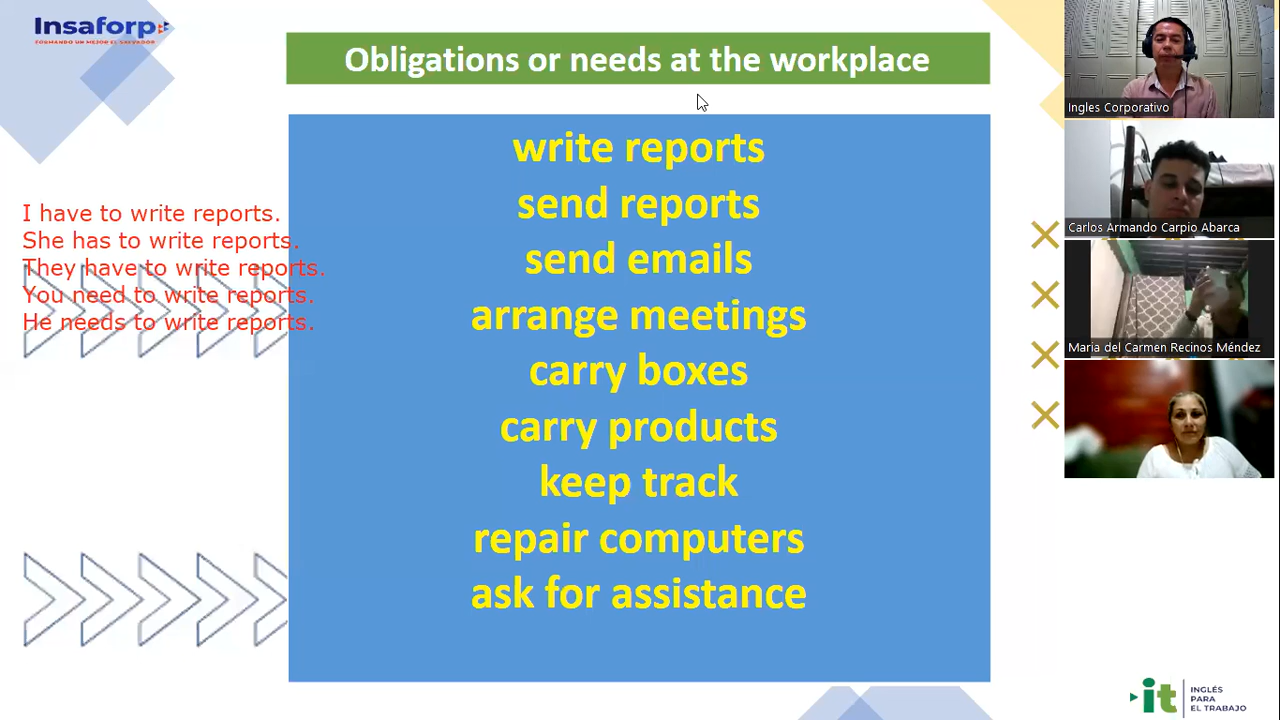 Insaforp
FORMANDO UN MEJOR EL SALVADOR
Obligations or needs at the workplace
write reports
send reports
send emails
arrange meetings
carry boxes
carry products
keep track
repair computers
ask for assistance
I have to write reports.
She has to write reports.
They have to write reports.
You need to write reports.
He needs to write reports.
Ingles Corporativo
Carlos Armando Carpio Abarca
Maria del Carmen Recinos Méndez
it
INGLÉS
PARA
EL TRABAJO